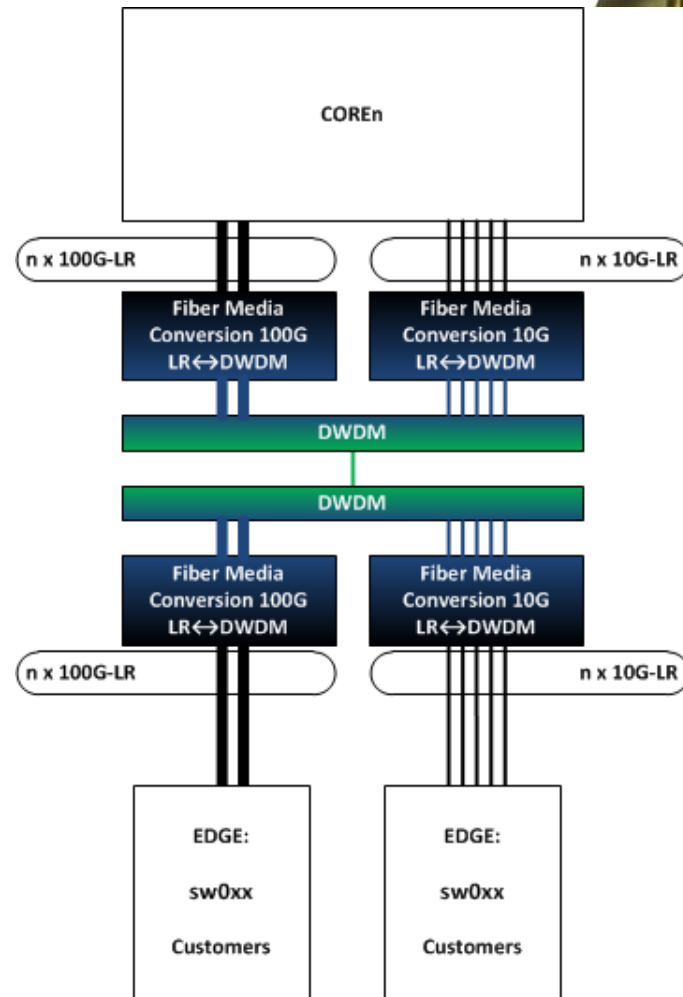 COREn
n x 100G-LR
n x 10G-LR
Fiber Media
Conversion 100G
LR↔DWDM
Fiber Media
Conversion 10G
LR↔DWDM
DWDM
DWDM
Fiber Media
Conversion 100G
LR↔DWDM
Fiber Media
Conversion 10G
LR↔DWDM
n x 100G-LR
n x 10G-LR
EDGE:
sw0xx
Customers
EDGE:
sw0xx
Customers